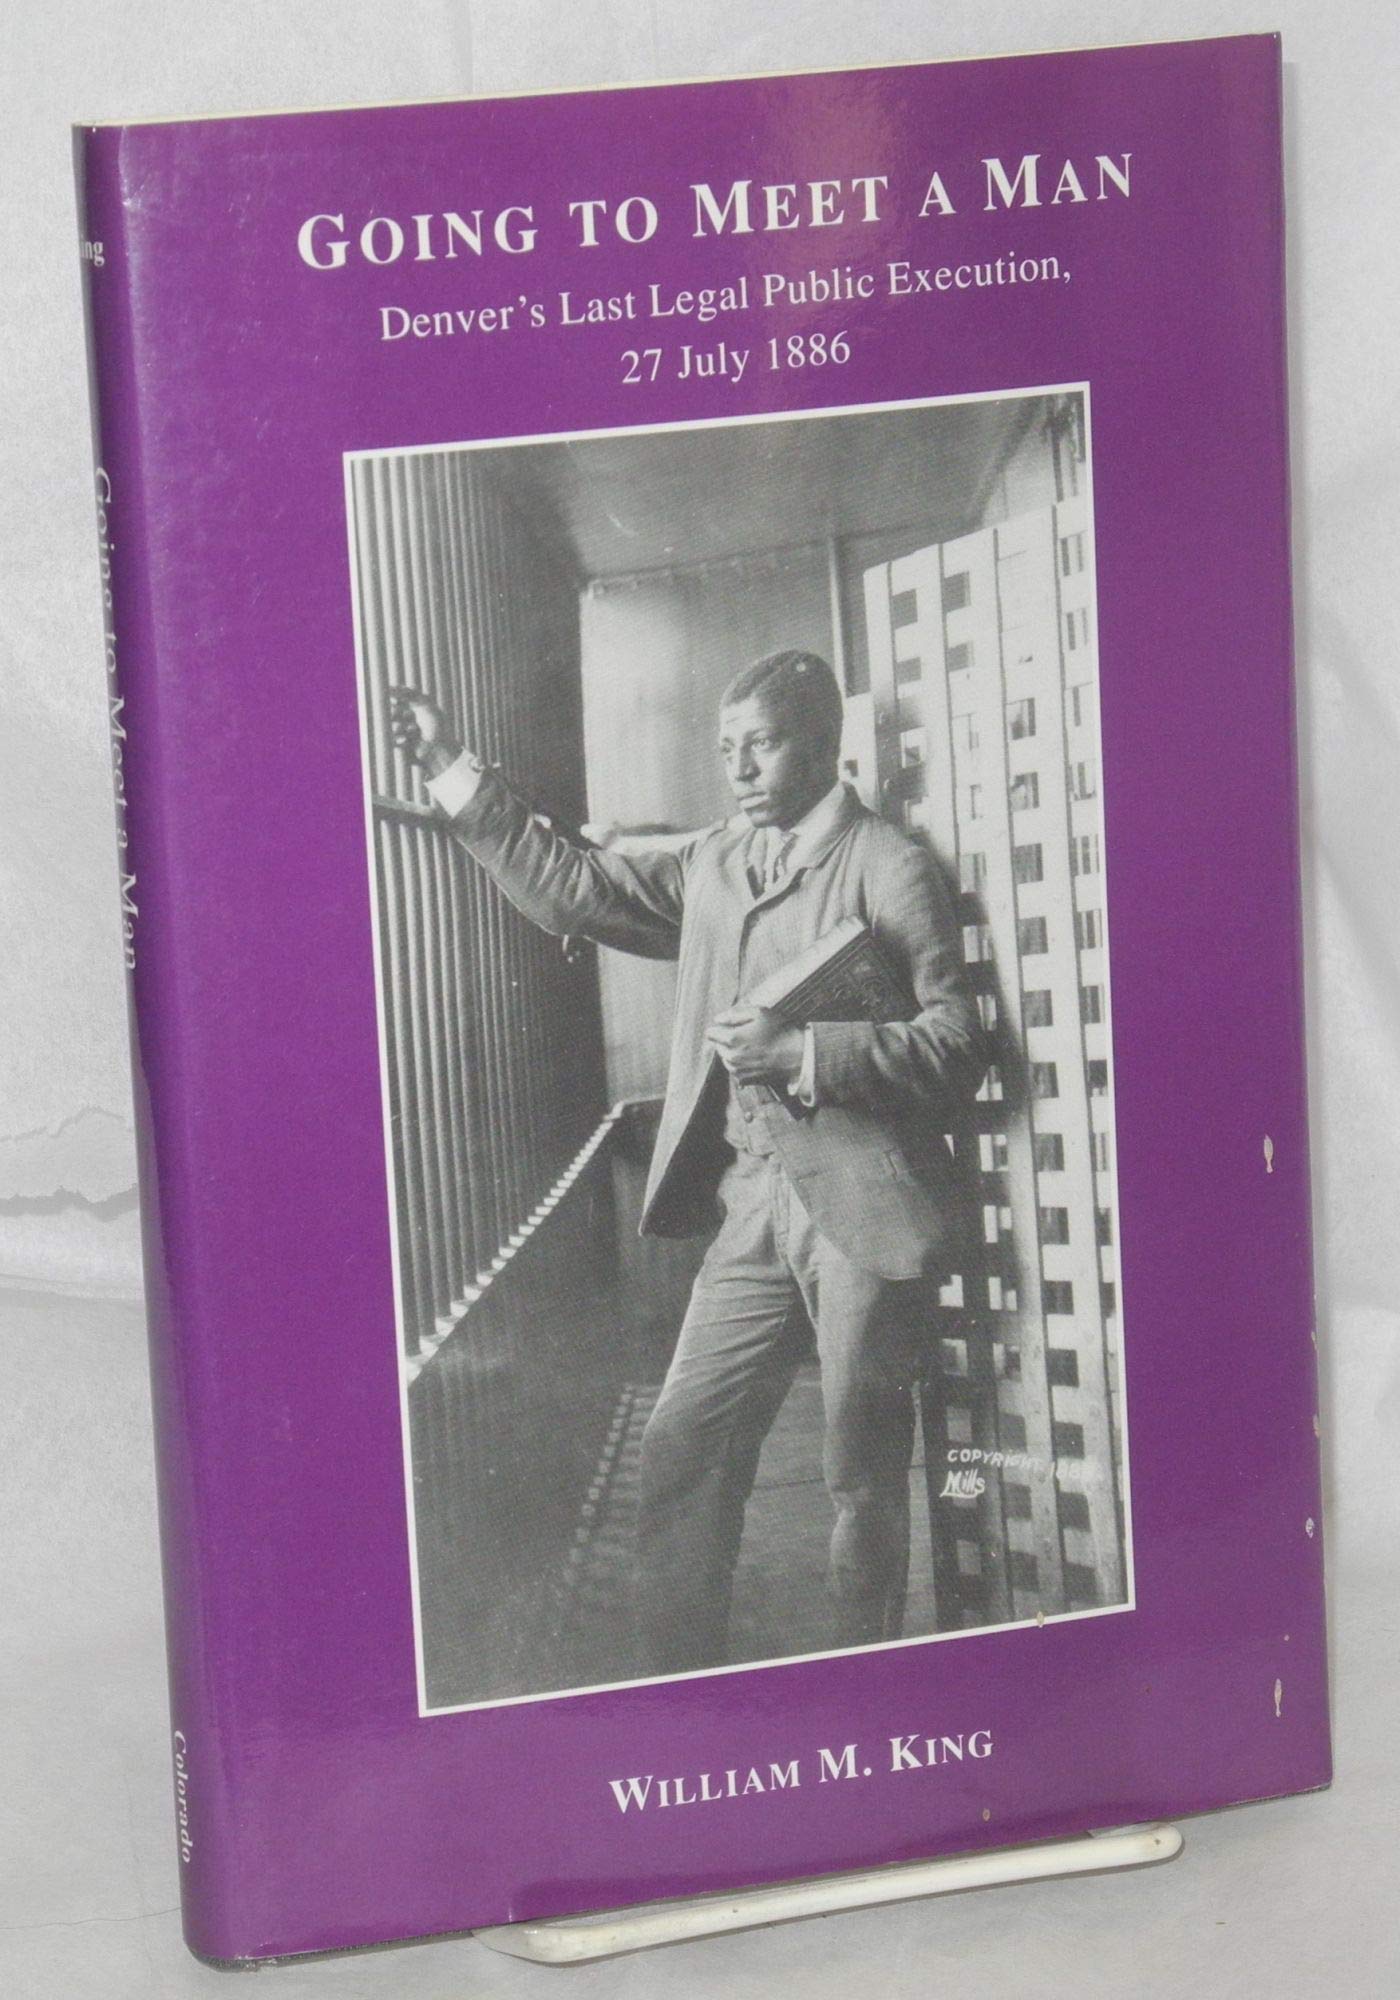 GOING TO MEET A MAN
Denver's Last Legal Public Execution,
27 July 1886
COPYRIGHT
Mills
WILLIAM M. KING
Going to Meet a Man
Colorado